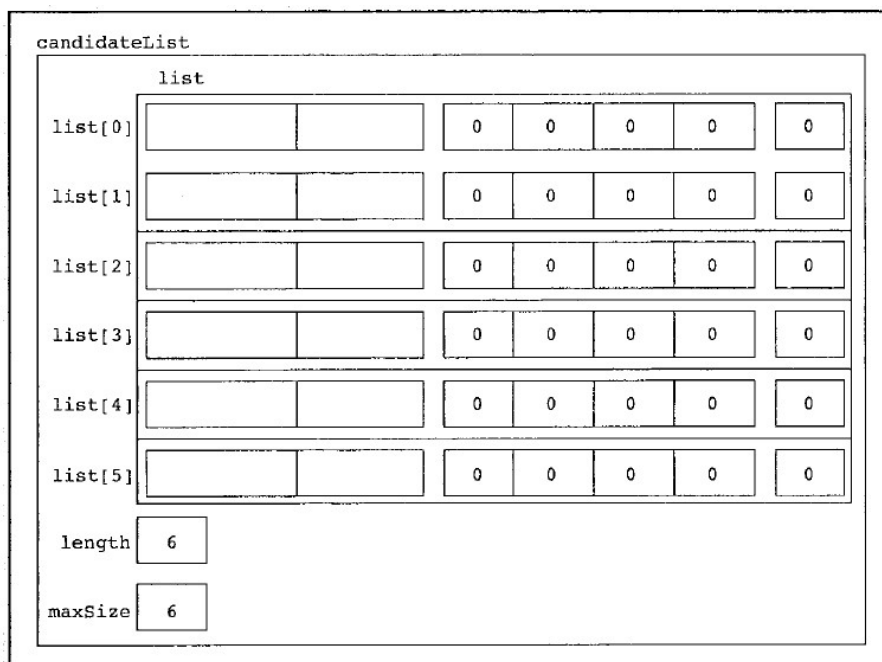 candidateList
list
list[0] 0 0 0 0 0
list[1] 0 0 0 0 0
list[2] 0 0 0 0 0
list[3] 0 0 0 0 0
list[4] 0 0 0 0 0
list[5] 0 0 0 0 0
length 6
maxSize 6